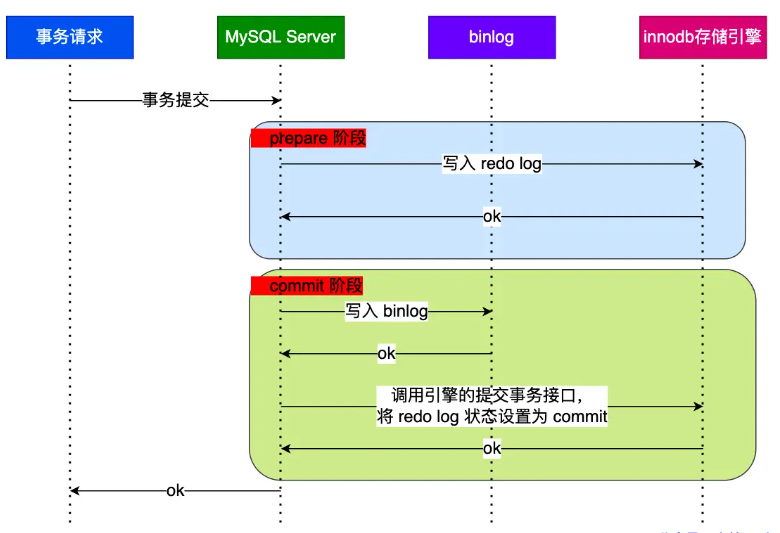 事务请求
MySQL Server
binlog
innodb存储引擎
事务提交
prepare 阶段
写入 redo log
ok
commit 阶段
写入 binlog
ok
调用引擎的提交事务接口，
将 redo log 状态设置为 commit
ok
ok